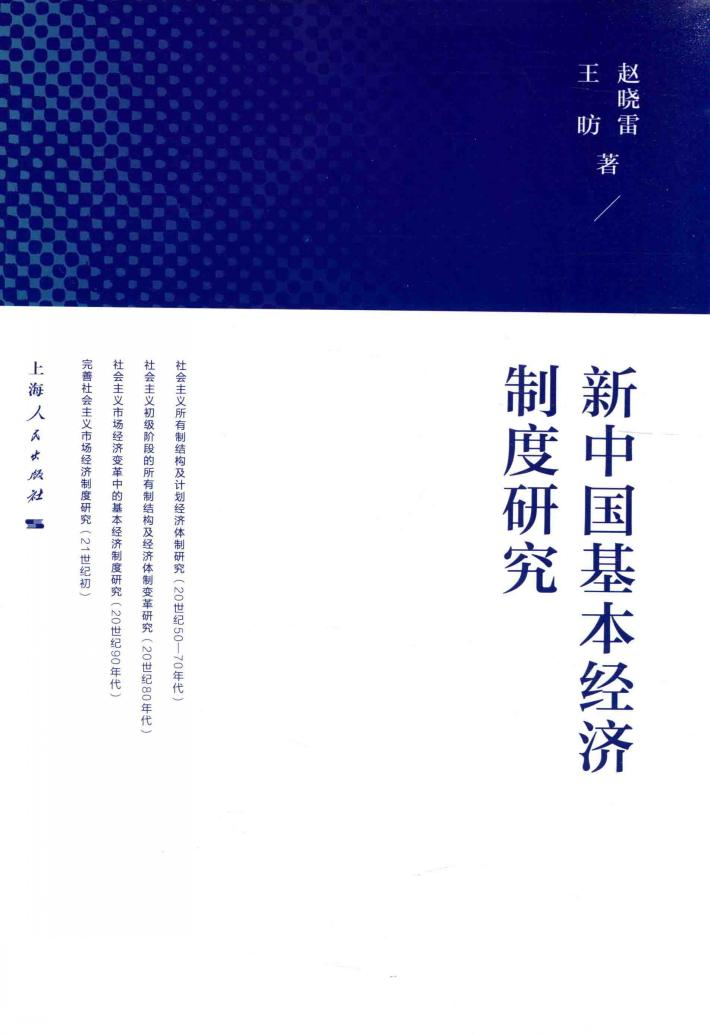 赵晓雷
王昉
著
新中国基本经济
制度研究
社会主义所有制结构及计划经济体制研究(20世纪50—70年代)
社会主义初级阶段的所有制结构及经济体制变革研究(20世纪80年代)
社会主义市场经济变革中的基本经济制度研究(20世纪90年代)
完善社会主义市场经济制度研究(21世纪初)
上海人民出版社